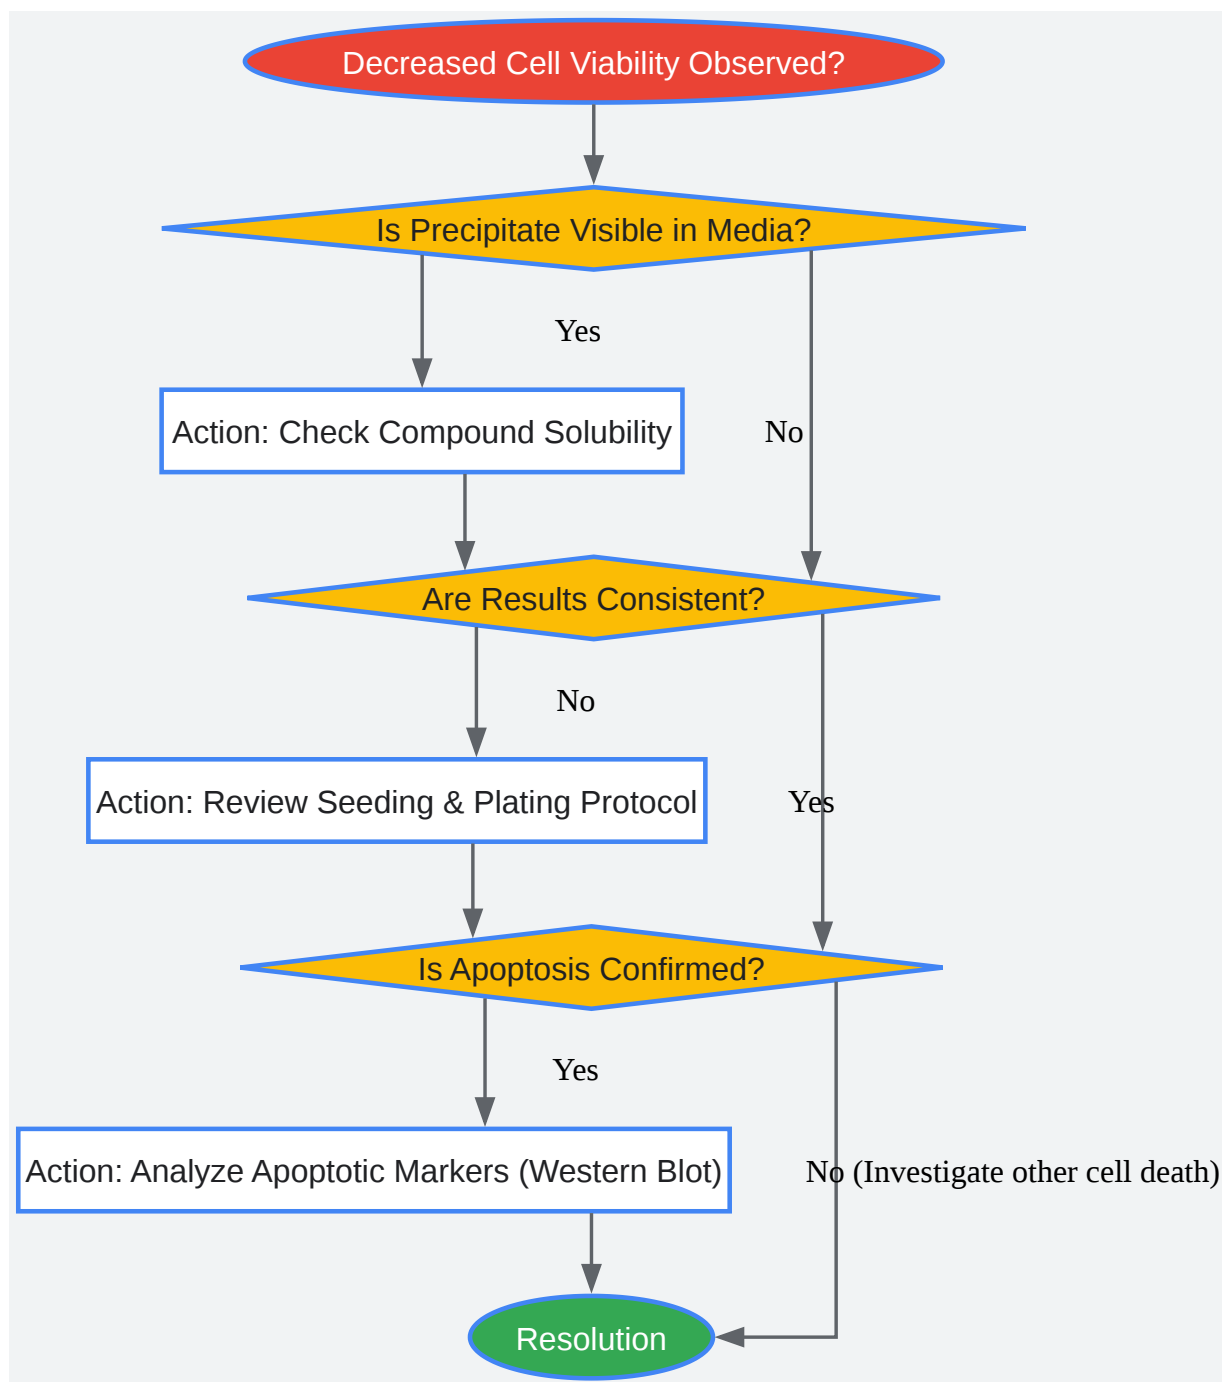 Decreased Cell Viability Observed?
Is Precipitate Visible in Media?
Yes
Action: Check Compound Solubility
No
Are Results Consistent?
No
Action: Review Seeding & Plating Protocol
Yes
Is Apoptosis Confirmed?
Yes
Action: Analyze Apoptotic Markers (Western Blot)
No (Investigate other cell death)
Resolution